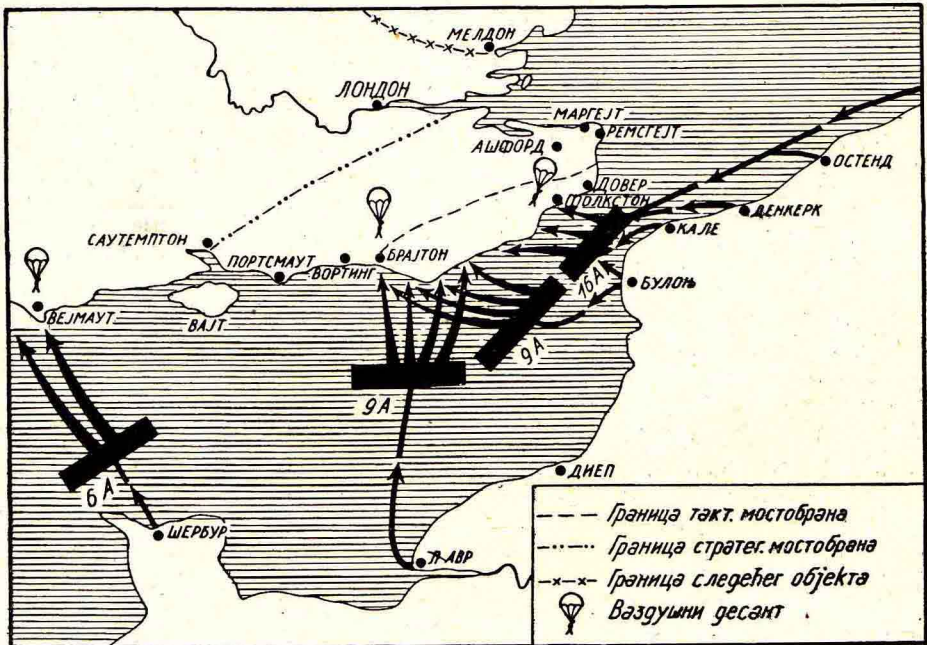 МЕЛДОН
ЛОНДОН
МАРГЕЈТ
РЕМСГЕЈТ
АШФОРД
ОСТЕНД
ДОВЕР
ФОЛКСТОН
ДЕНКЕРК
КАЛЕ
САУТЕМПТОН
ПОРТСМАУТ
ВОРТИНГ
БРАЈТОН
16 А
БУЛОЊ
ВЕЈМАУТ
ВАЈТ
9 А
9 А
6 А
ДИЕП
ШЕРБУР
Л-АВР
Граница такт. мостобрана
Граница стратег. мостобрана
Граница следећег објекта
Ваздушни десант